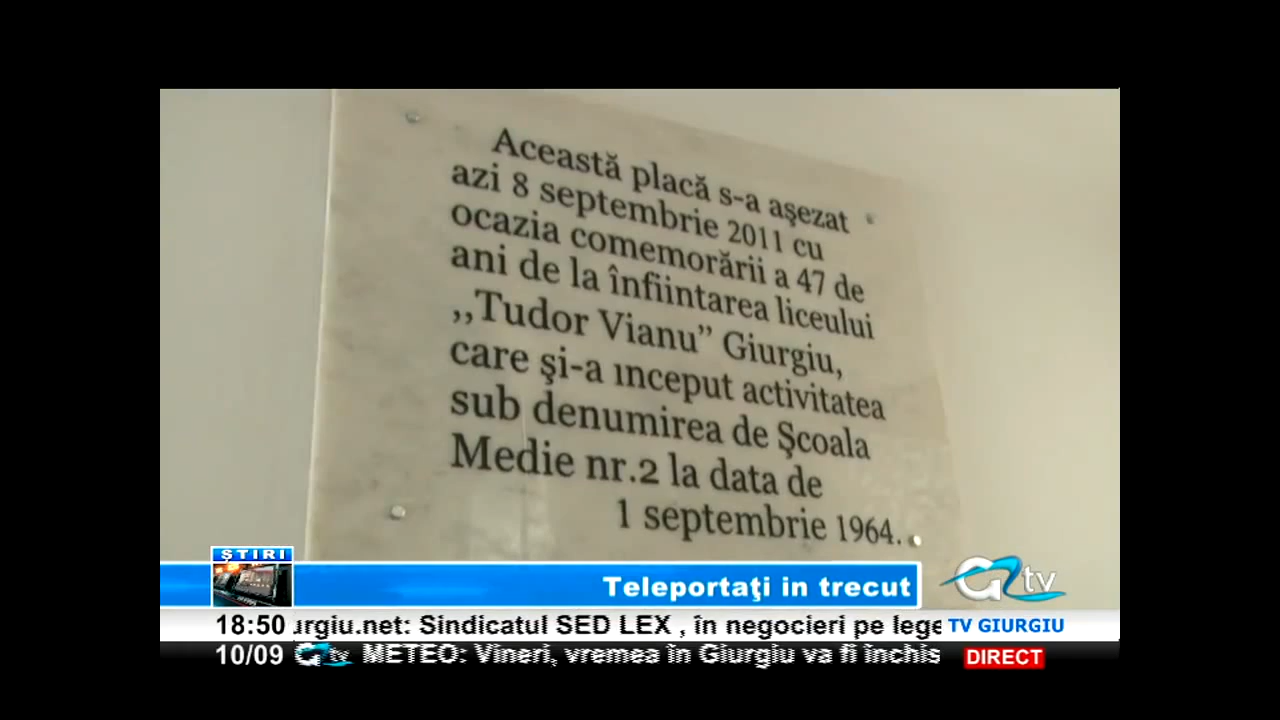 Această placă s-a aşezat
azi 8 septembrie 2011 cu
ocazia comemorării a 47 de
ani de la înfiintarea liceului
,,Tudor Vianu” Giurgiu,
care şi-a ınceput activitatea
sub denumirea de Şcoala
Medie nr.2 la data de
1 septembrie 1964.
ŞTIRI
Teleportaţi in trecut
G tv
18:50 urgiu.net: Sindicatul SED LEX , în negocieri pe lege TV GIURGIU
10/09 G tv METEO: Vineri, vremea în Giurgiu va fi închis DIRECT